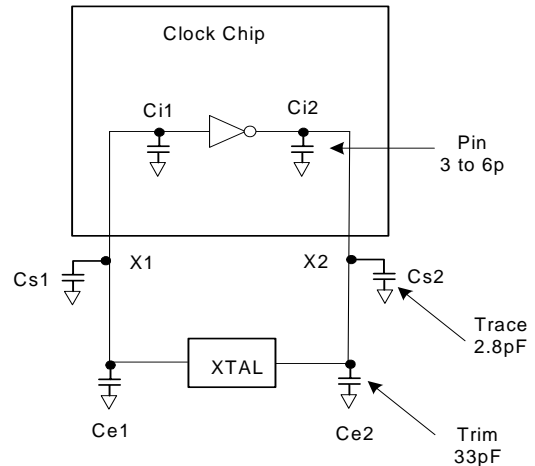 Clock Chip
Ci1
Ci2
Pin
3 to 6p
Cs1
X1
X2
Cs2
Trace
2.8pF
XTAL
Ce1
Ce2
Trim
33pF